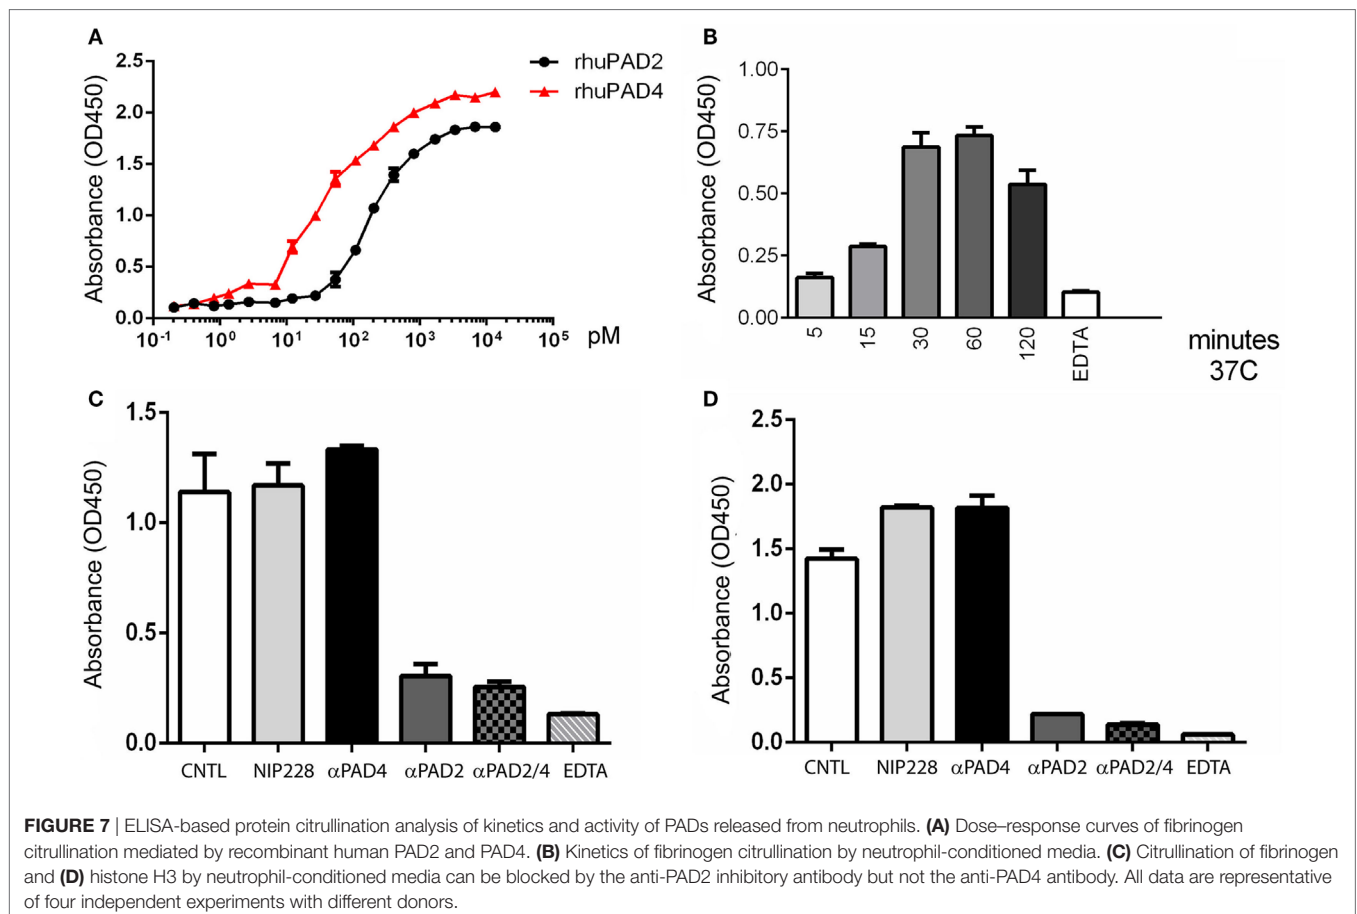 A
Absorbance (OD450)
2.5
2.0
1.5
1.0
0.5
0.0
10-1 100 101 102 103 104 105 pM
rhuPAD2
rhuPAD4
B
Absorbance (OD450)
1.00
0.75
0.50
0.25
0.00
5 15 30 60 120 EDTA
minutes
37C
C
Absorbance (OD450)
1.5
1.0
0.5
0.0
CNTL NIP228 αPAD4 αPAD2 αPAD2/4 EDTA
D
Absorbance (OD450)
2.5
2.0
1.5
1.0
0.5
0.0
CNTL NIP228 αPAD4 αPAD2 αPAD2/4 EDTA
FIGURE 7 | ELISA-based protein citrullination analysis of kinetics and activity of PADs released from neutrophils. (A) Dose–response curves of fibrinogen
citrullination mediated by recombinant human PAD2 and PAD4. (B) Kinetics of fibrinogen citrullination by neutrophil-conditioned media. (C) Citrullination of fibrinogen
and (D) histone H3 by neutrophil-conditioned media can be blocked by the anti-PAD2 inhibitory antibody but not the anti-PAD4 antibody. All data are representative
of four independent experiments with different donors.